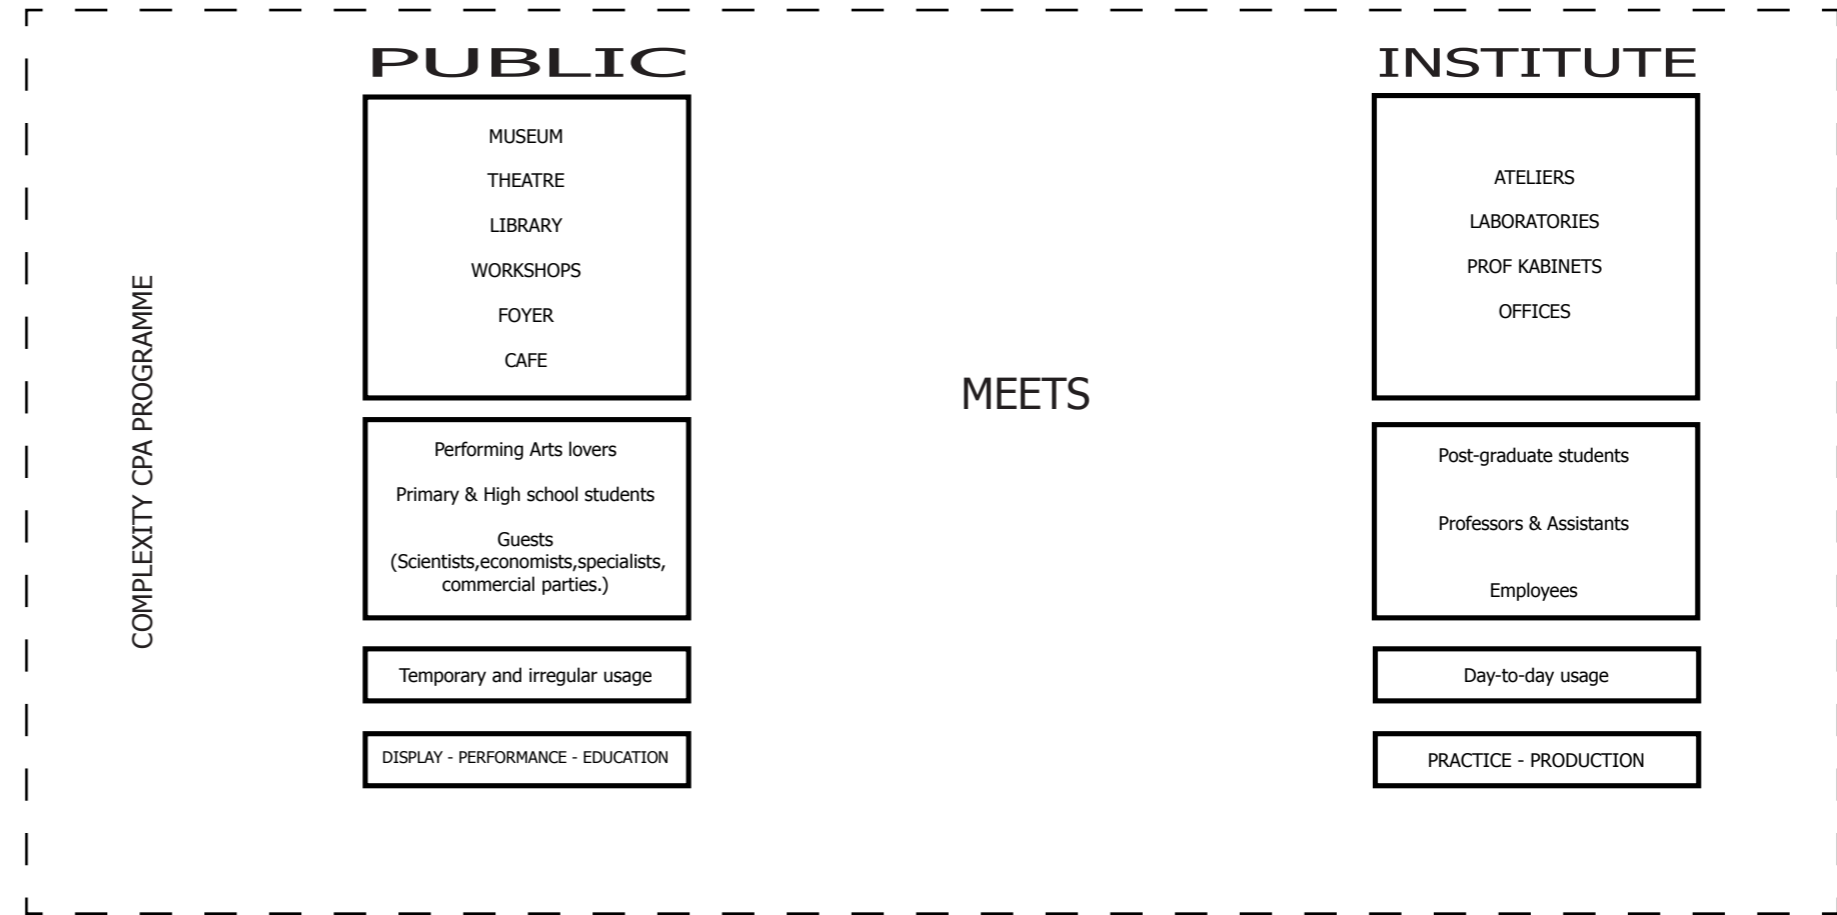 COMPLEXITY CPA PROGRAMME
PUBLIC
MUSEUM
THEATRE
LIBRARY
WORKSHOPS
FOYER
CAFE
Performing Arts lovers
Primary & High school students
Guests
(Scientists,economists,specialists,
commercial parties.)
Temporary and irregular usage
DISPLAY - PERFORMANCE - EDUCATION
MEETS
INSTITUTE
ATELIERS
LABORATORIES
PROF KABINETS
OFFICES
Post-graduate students
Professors & Assistants
Employees
Day-to-day usage
PRACTICE - PRODUCTION